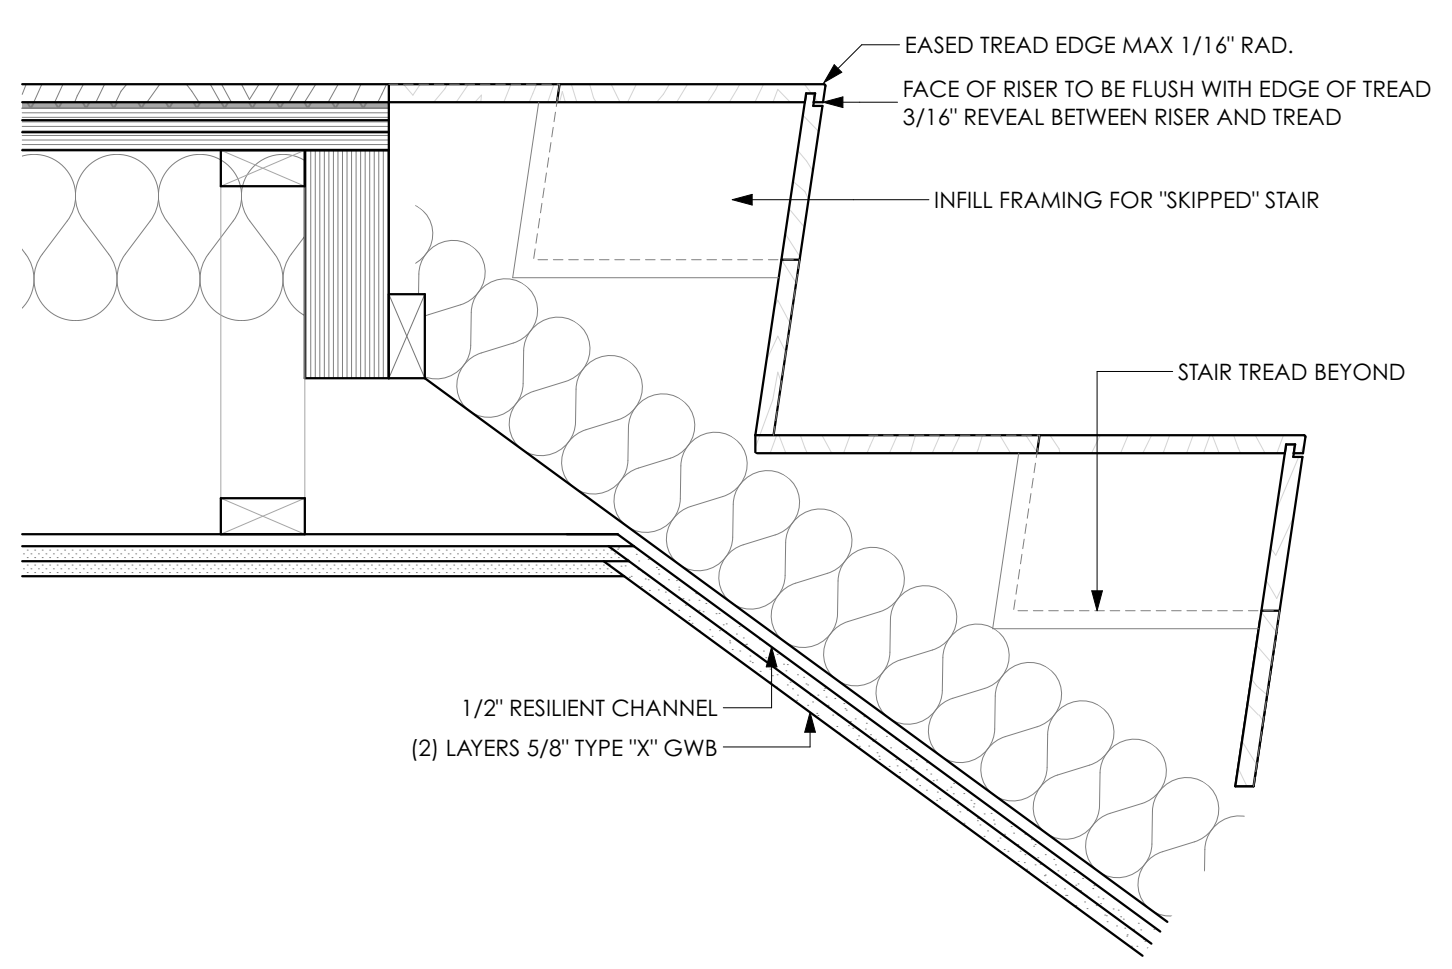 EASED TREAD EDGE MAX 1/16" RAD.
FACE OF RISER TO BE FLUSH WITH EDGE OF TREAD
3/16" REVEAL BETWEEN RISER AND TREAD
INFILL FRAMING FOR "SKIPPED" STAIR
STAIR TREAD BEYOND
1/2" RESILIENT CHANNEL
(2) LAYERS 5/8" TYPE "X" GWB